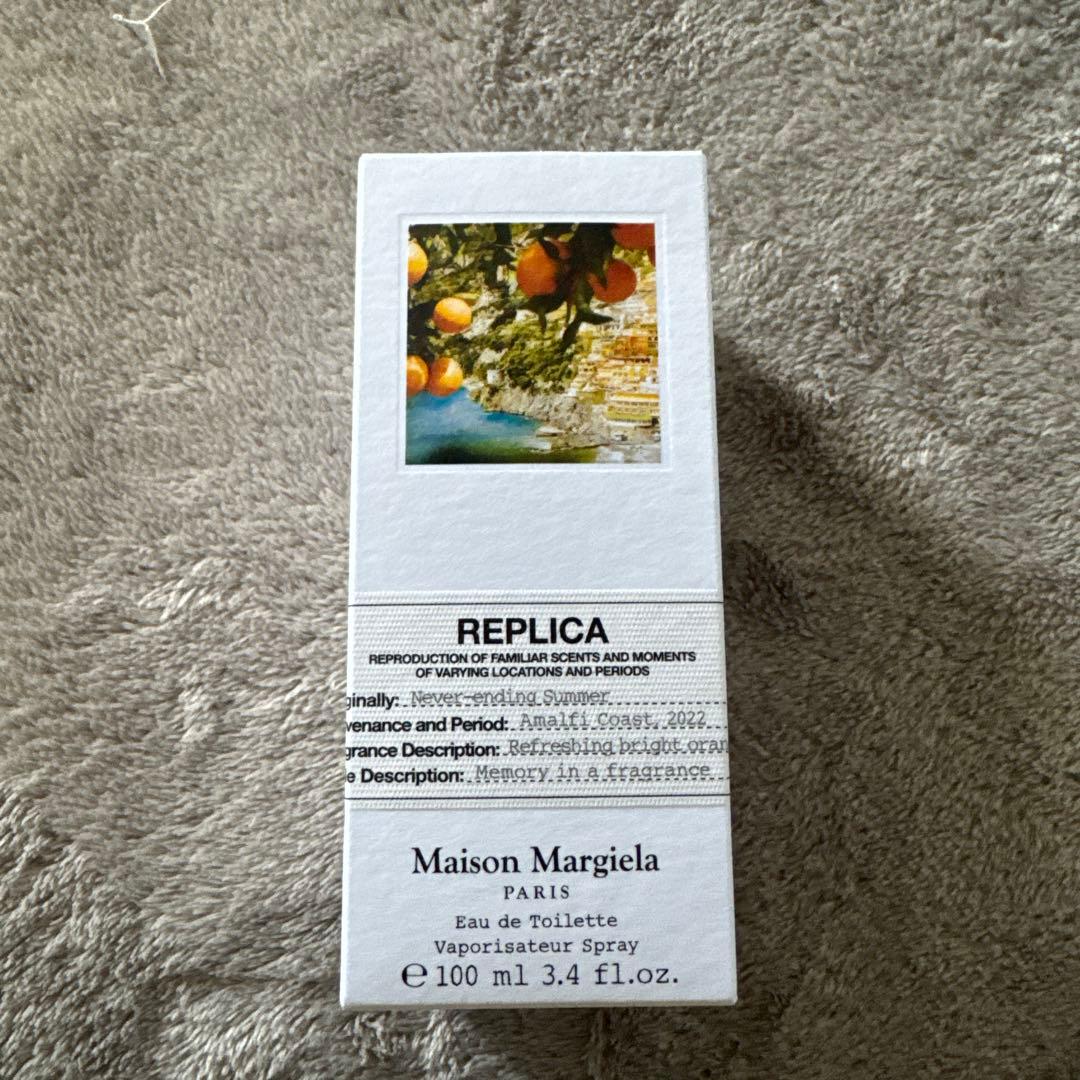 REPLICA
REPRODUCTION OF FAMILIAR SCENTS AND MOMENTS
OF VARYING LOCATIONS AND PERIODS
ginally: Never-ending Summer
venance and Period: Amalfi Coast, 2022
grance Description: Refreshing bright oran
e Description: Memory in a fragrance
Maison Margiela
PARIS
Eau de Toilette
Vaporisateur Spray
℮ 100 ml 3.4 fl.oz.